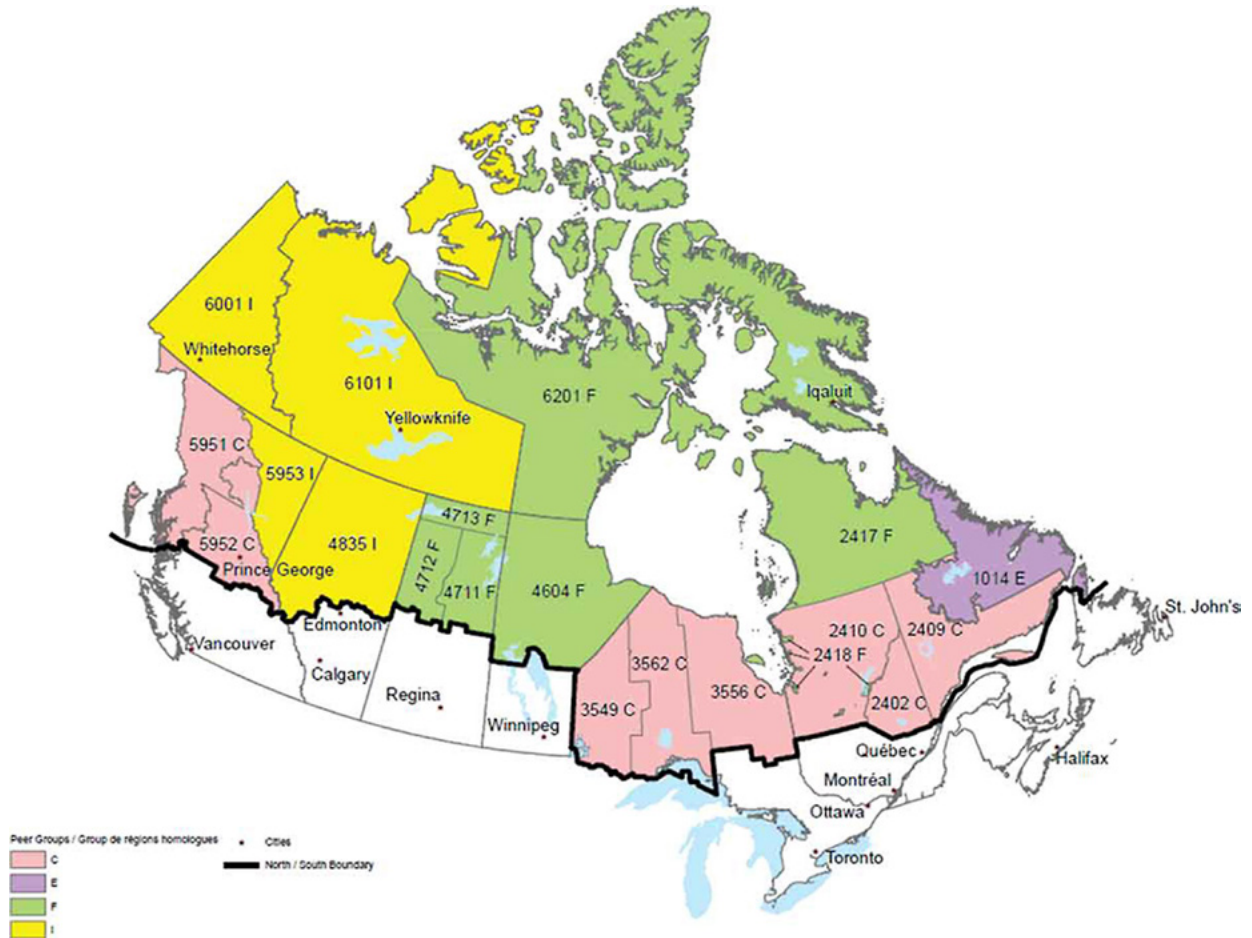 6001 I
Whitehorse
6101 I
6201 F
Iqaluit
Yellowknife
5951 C
5953 I
4713 F
2417 F
5952 C
4835 I
4712 F
4711 F
4604 F
1014 E
Prince George
St. John's
Edmonton
2410 C
2409 C
Vancouver
3562 C
2418 F
Calgary
3556 C
Regina
3549 C
2402 C
Winnipeg
Québec
Halifax
Montréal
Ottawa
Peer Groups / Group de régions homologues
Cities
C
North / South Boundary
Toronto
E
F
I